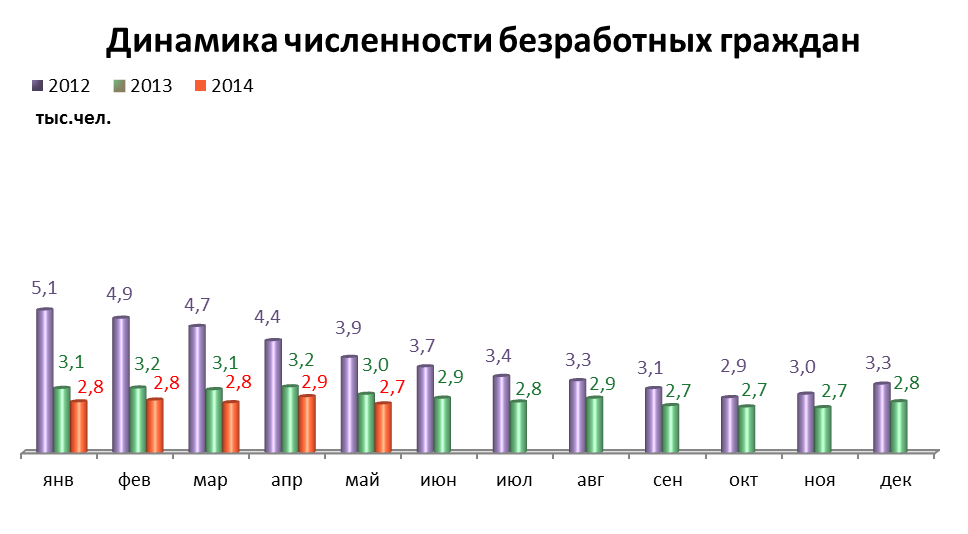 Динамика численности безработных граждан
2012 2013 2014
тыс.чел.
5,1 3,1 2,8
4,9 3,2 2,8
4,7 3,1 2,8
4,4 3,2 2,9
3,9 3,0 2,7
3,7 2,9
3,4 2,8
3,3 2,9
3,1 2,7
2,9 2,7
3,0 2,7
3,3 2,8
янв фев мар апр май июн июл авг сен окт ноя дек